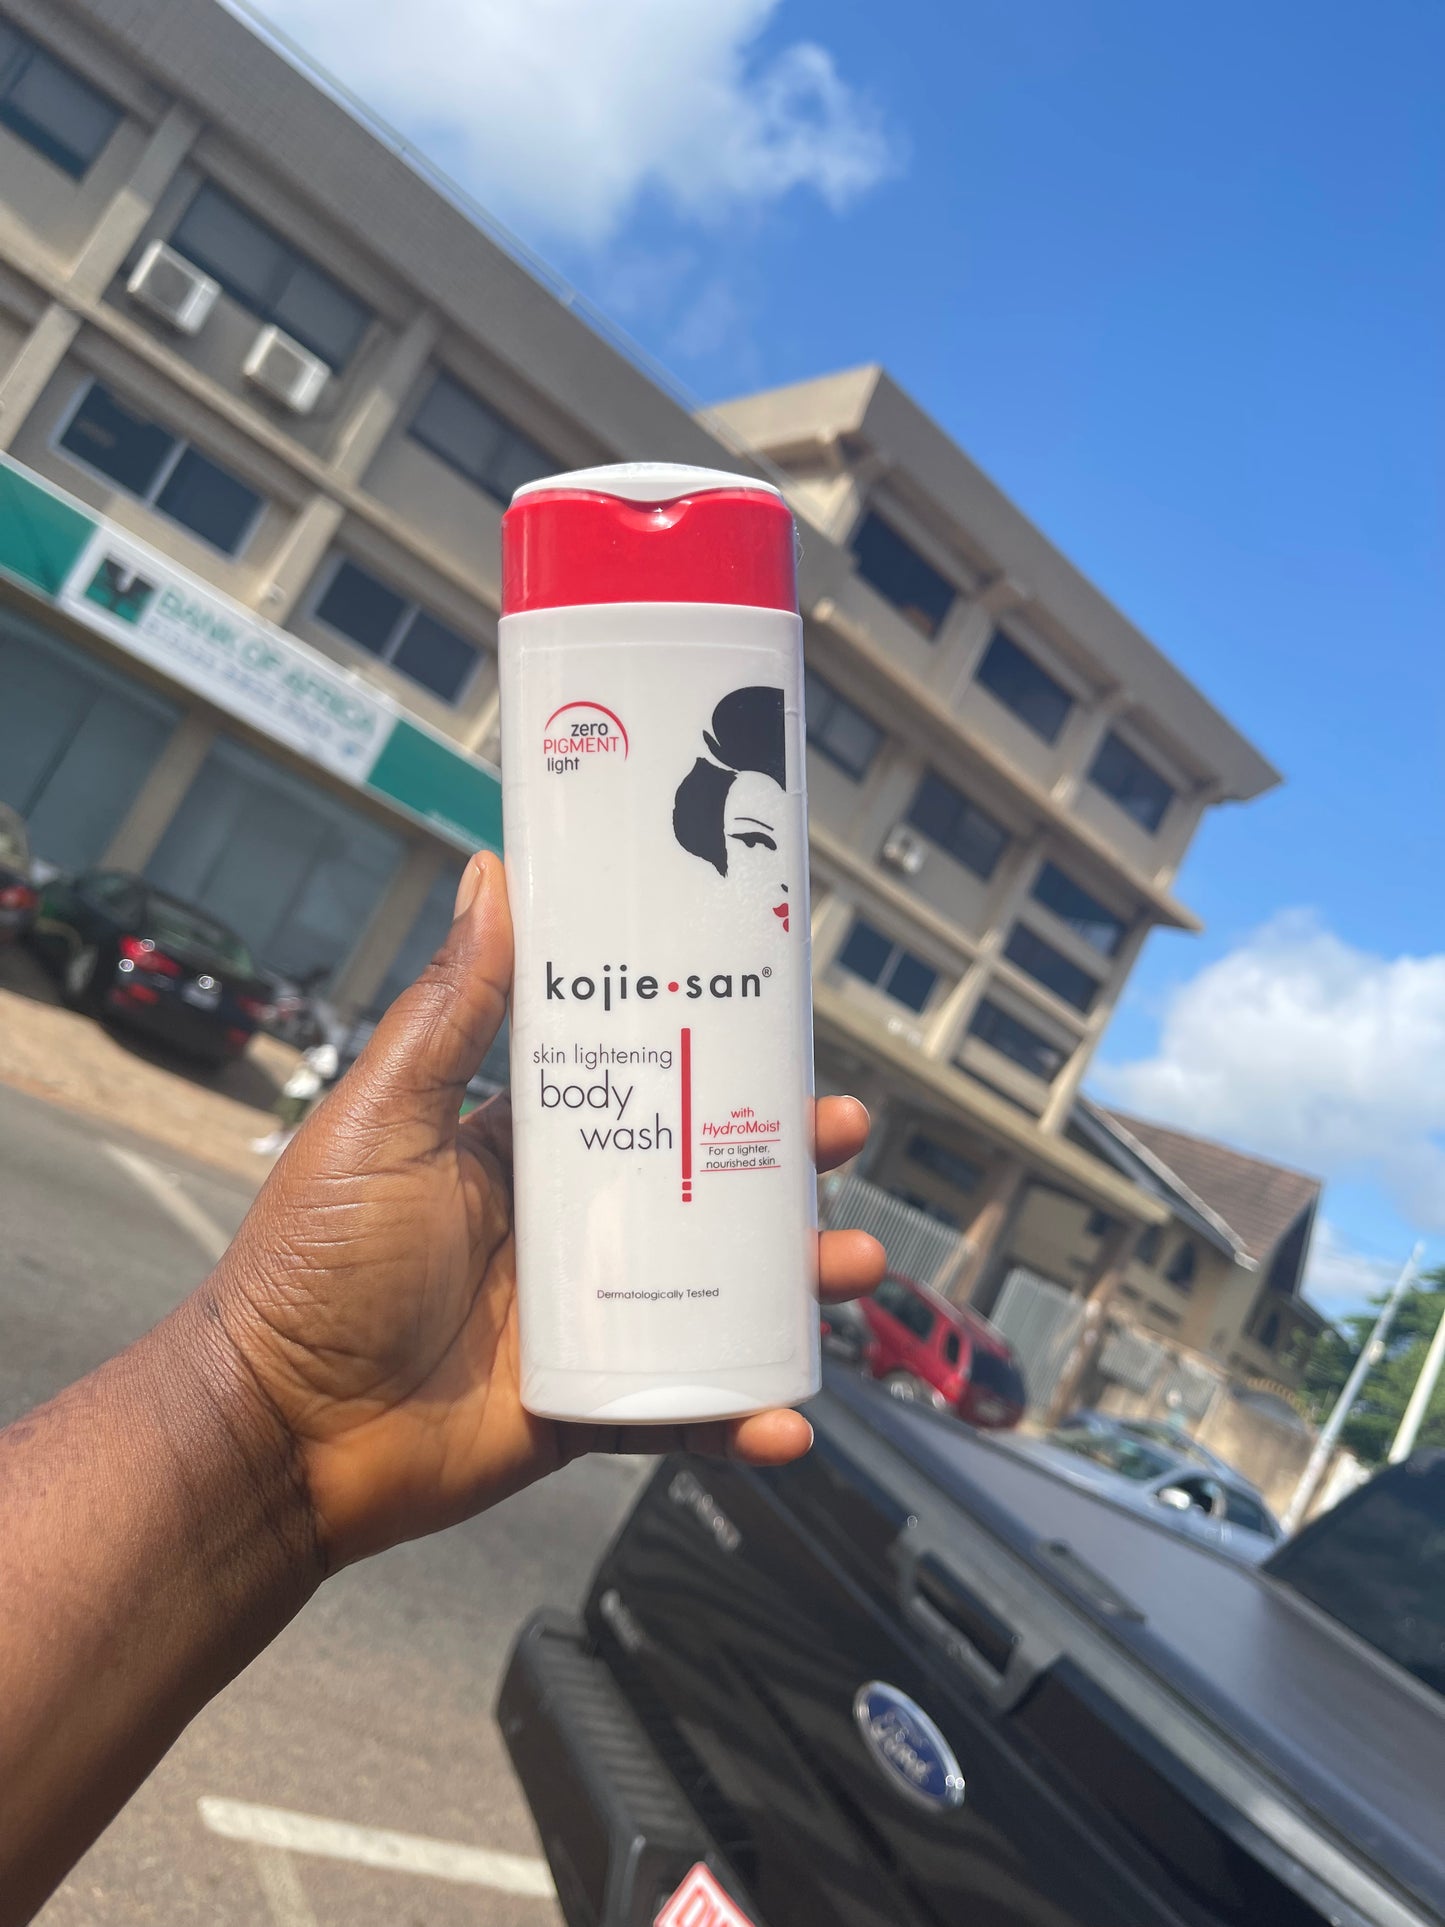 BANK OF AFRICA
zero
PIGMENT
light
kojie•san®
skin lightening
body
wash
with
HydroMoist
For a lighter,
nourished skin
Dermatologically Tested
Ford